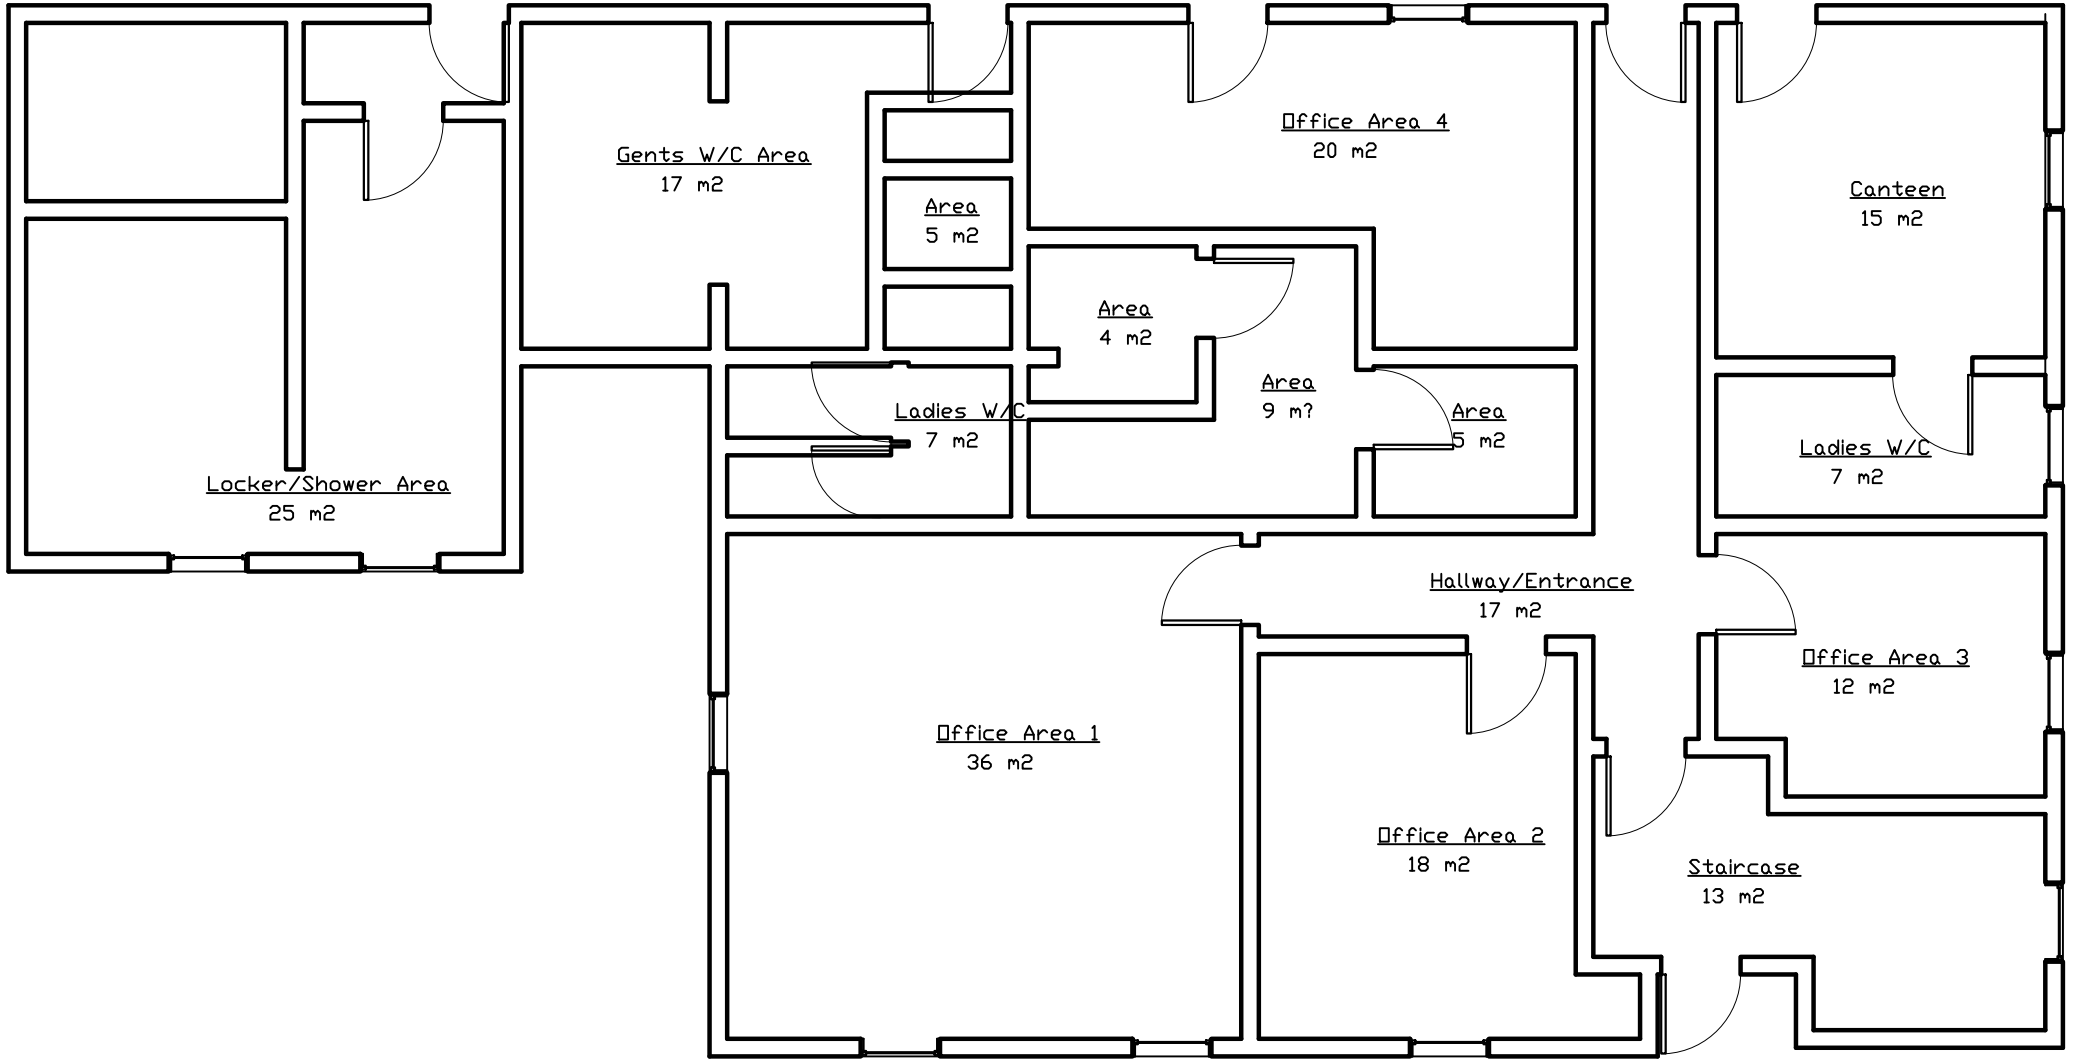 Office Area 4
20 m2
Gents W/C Area
17 m2
Canteen
15 m2
Area
5 m2
Area
4 m2
Area
9 m?
Ladies W/C
7 m2
Area
5 m2
Ladies W/C
7 m2
Locker/Shower Area
25 m2
Hallway/Entrance
17 m2
Office Area 3
12 m2
Office Area 1
36 m2
Office Area 2
18 m2
Staircase
13 m2